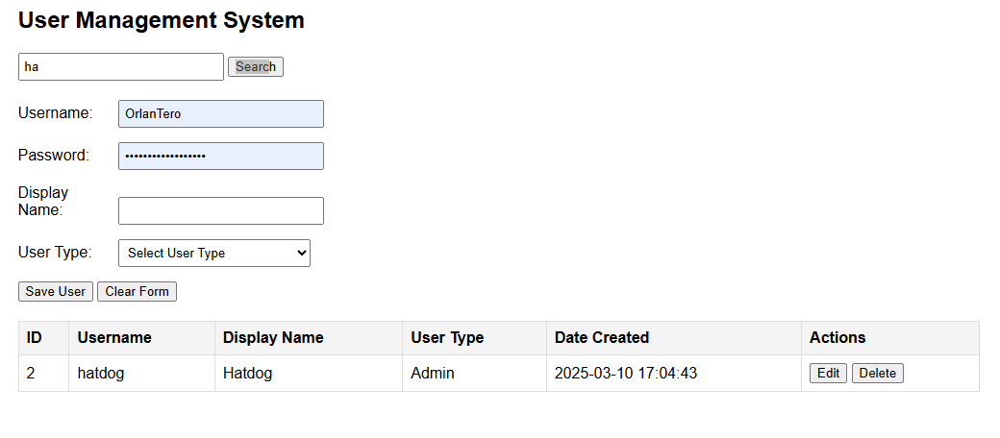 User Management System
ha Search
Username: OrlanTero
Password: ••••••••••••••••••
Display
Name:
User Type: Select User Type
Save User Clear Form
ID Username Display Name User Type Date Created Actions
2 hatdog Hatdog Admin 2025-03-10 17:04:43 Edit Delete